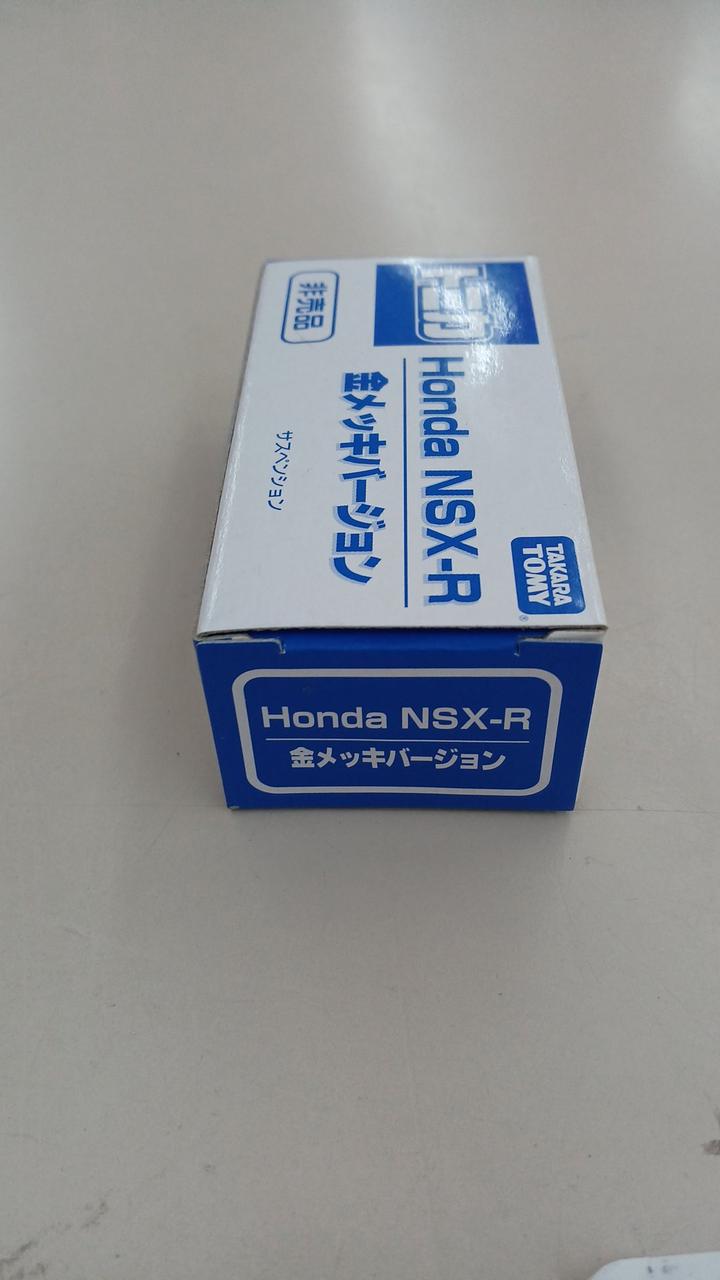 トミカ
Honda NSX-R
金メッキバージョン
非売品
サスペンション
TAKARA
TOMY
®
Honda NSX-R
金メッキバージョン